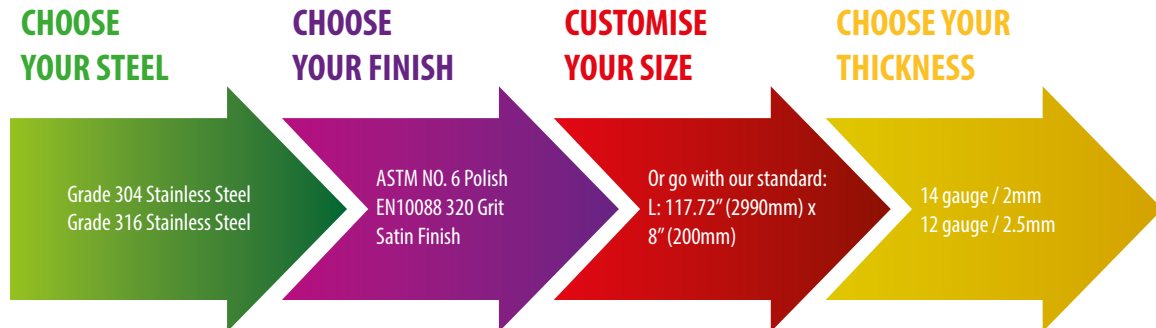 CHOOSE
YOUR STEEL
Grade 304 Stainless Steel
Grade 316 Stainless Steel
CHOOSE
YOUR FINISH
ASTM NO. 6 Polish
EN10088 320 Grit
Satin Finish
CUSTOMISE
YOUR SIZE
Or go with our standard:
L: 117.72” (2990mm) x
8” (200mm)
CHOOSE YOUR
THICKNESS
14 gauge / 2mm
12 gauge / 2.5mm